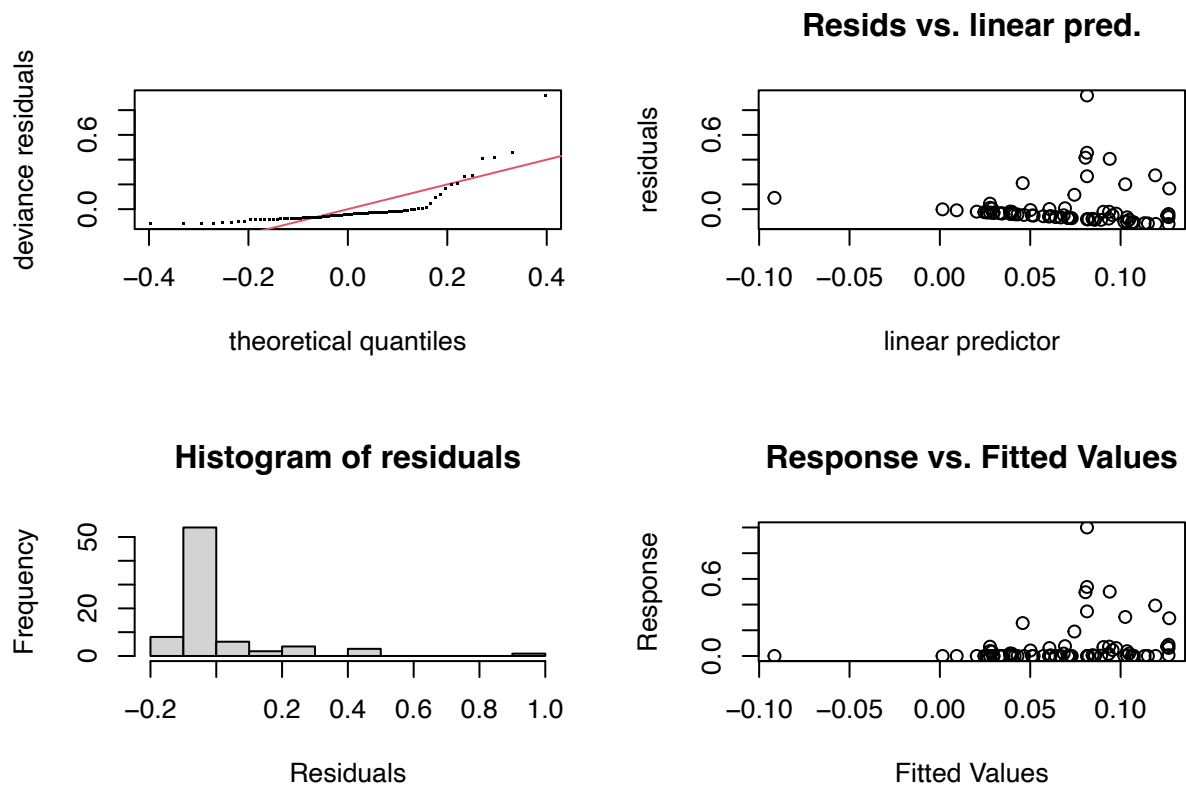 deviance residuals
0.0 0.6
−0.4 −0.2 0.0 0.2 0.4
theoretical quantiles
Resids vs. linear pred.
residuals
0.0 0.6
−0.10 −0.05 0.00 0.05 0.10
linear predictor
Histogram of residuals
Frequency
0 20 50
−0.2 0.2 0.4 0.6 0.8 1.0
Residuals
Response vs. Fitted Values
Response
0.0 0.6
−0.10 −0.05 0.00 0.05 0.10
Fitted Values